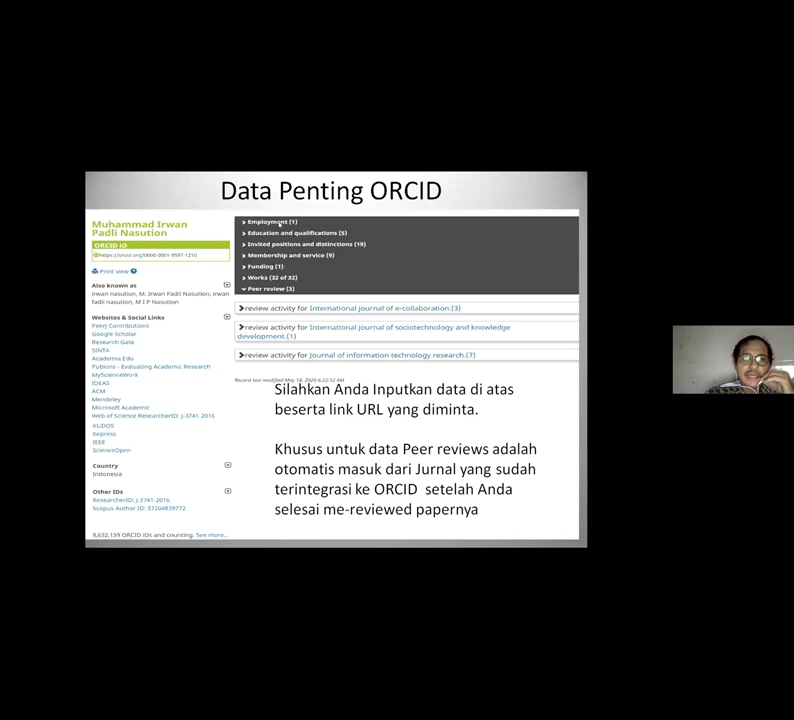 Data Penting ORCID
Muhammad Irwan
Padli Nasution
ORCID ID
https://orcid.org/0000-0001-9597-1210
Print view
Also known as
irwan nasution, M. Irwan Padli Nasution, irwan
fadli nasution, M I P Nasution
Websites & Social Links
PeerJ Contributions
Google Scholar
Research Gate
SINTA
Academia.Edu
Publons - Evaluating Academic Research
MyScienceWork
IDEAS
ACM
Mendeley
Microsoft Academic
Web of Science ResearcherID: J-3741-2016
KUDOS
bepress
IEEE
ScienceOpen
Country
Indonesia
Other IDs
ResearcherID: J-3741-2016
Scopus Author ID: 57204839772
8,632,139 ORCID iDs and counting. See more...
Employment (1)
Education and qualifications (5)
Invited positions and distinctions (19)
Membership and service (9)
Funding (1)
Works (32 of 32)
Peer review (3)
review activity for International journal of e-collaboration.(3)
review activity for International journal of sociotechnology and knowledge
development.(1)
review activity for Journal of information technology research.(7)
Record last modified May 18, 2020 6:22:52 AM
Silahkan Anda Inputkan data di atas
beserta link URL yang diminta.
Khusus untuk data Peer reviews adalah
otomatis masuk dari Jurnal yang sudah
terintegrasi ke ORCID setelah Anda
selesai me-reviewed papernya